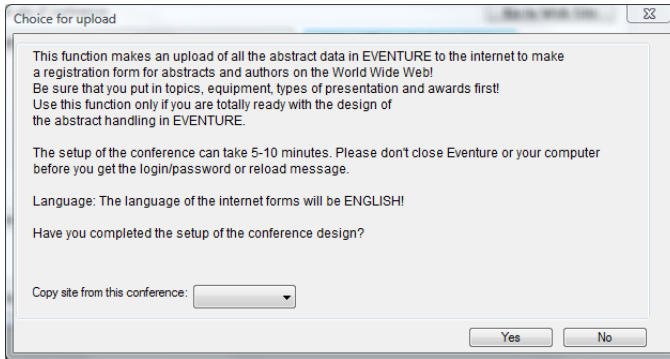 Choice for upload
This function makes an upload of all the abstract data in EVENTURE to the internet to make
a registration form for abstracts and authors on the World Wide Web!
Be sure that you put in topics, equipment, types of presentation and awards first!
Use this function only if you are totally ready with the design of
the abstract handling in EVENTURE.
The setup of the conference can take 5-10 minutes. Please don't close Eventure or your computer
before you get the login/password or reload message.
Language: The language of the internet forms will be ENGLISH!
Have you completed the setup of the conference design?
Copy site from this conference:
Yes No